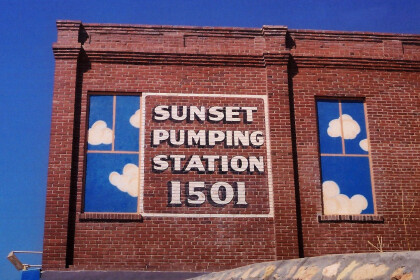 SUNSET
PUMPING
STATION
1501